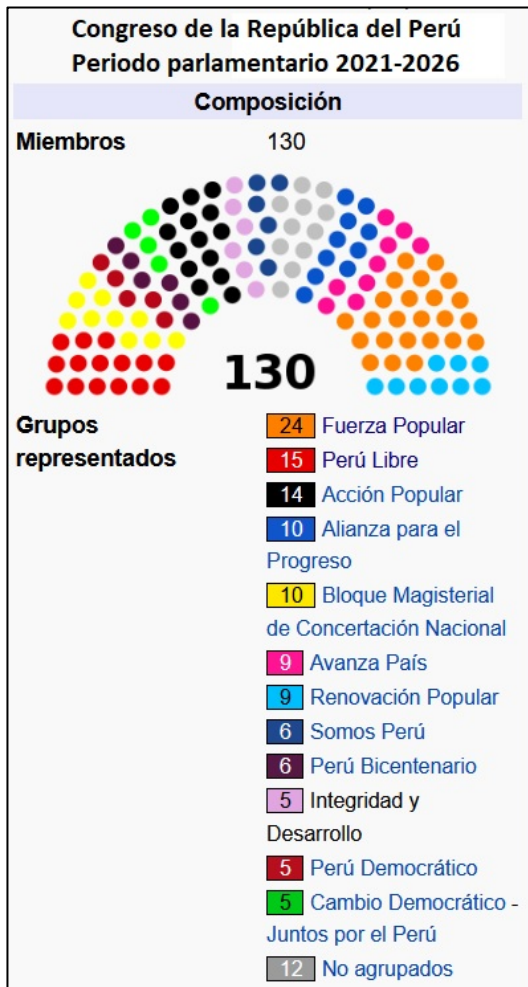 Congreso de la República del Perú
Periodo parlamentario 2021-2026
Composición
Miembros 130
130
Grupos representados
24 Fuerza Popular
15 Perú Libre
14 Acción Popular
10 Alianza para el
Progreso
10 Bloque Magisterial
de Concertación Nacional
9 Avanza País
9 Renovación Popular
6 Somos Perú
6 Perú Bicentenario
5 Integridad y
Desarrollo
5 Perú Democrático
5 Cambio Democrático -
Juntos por el Perú
12 No agrupados